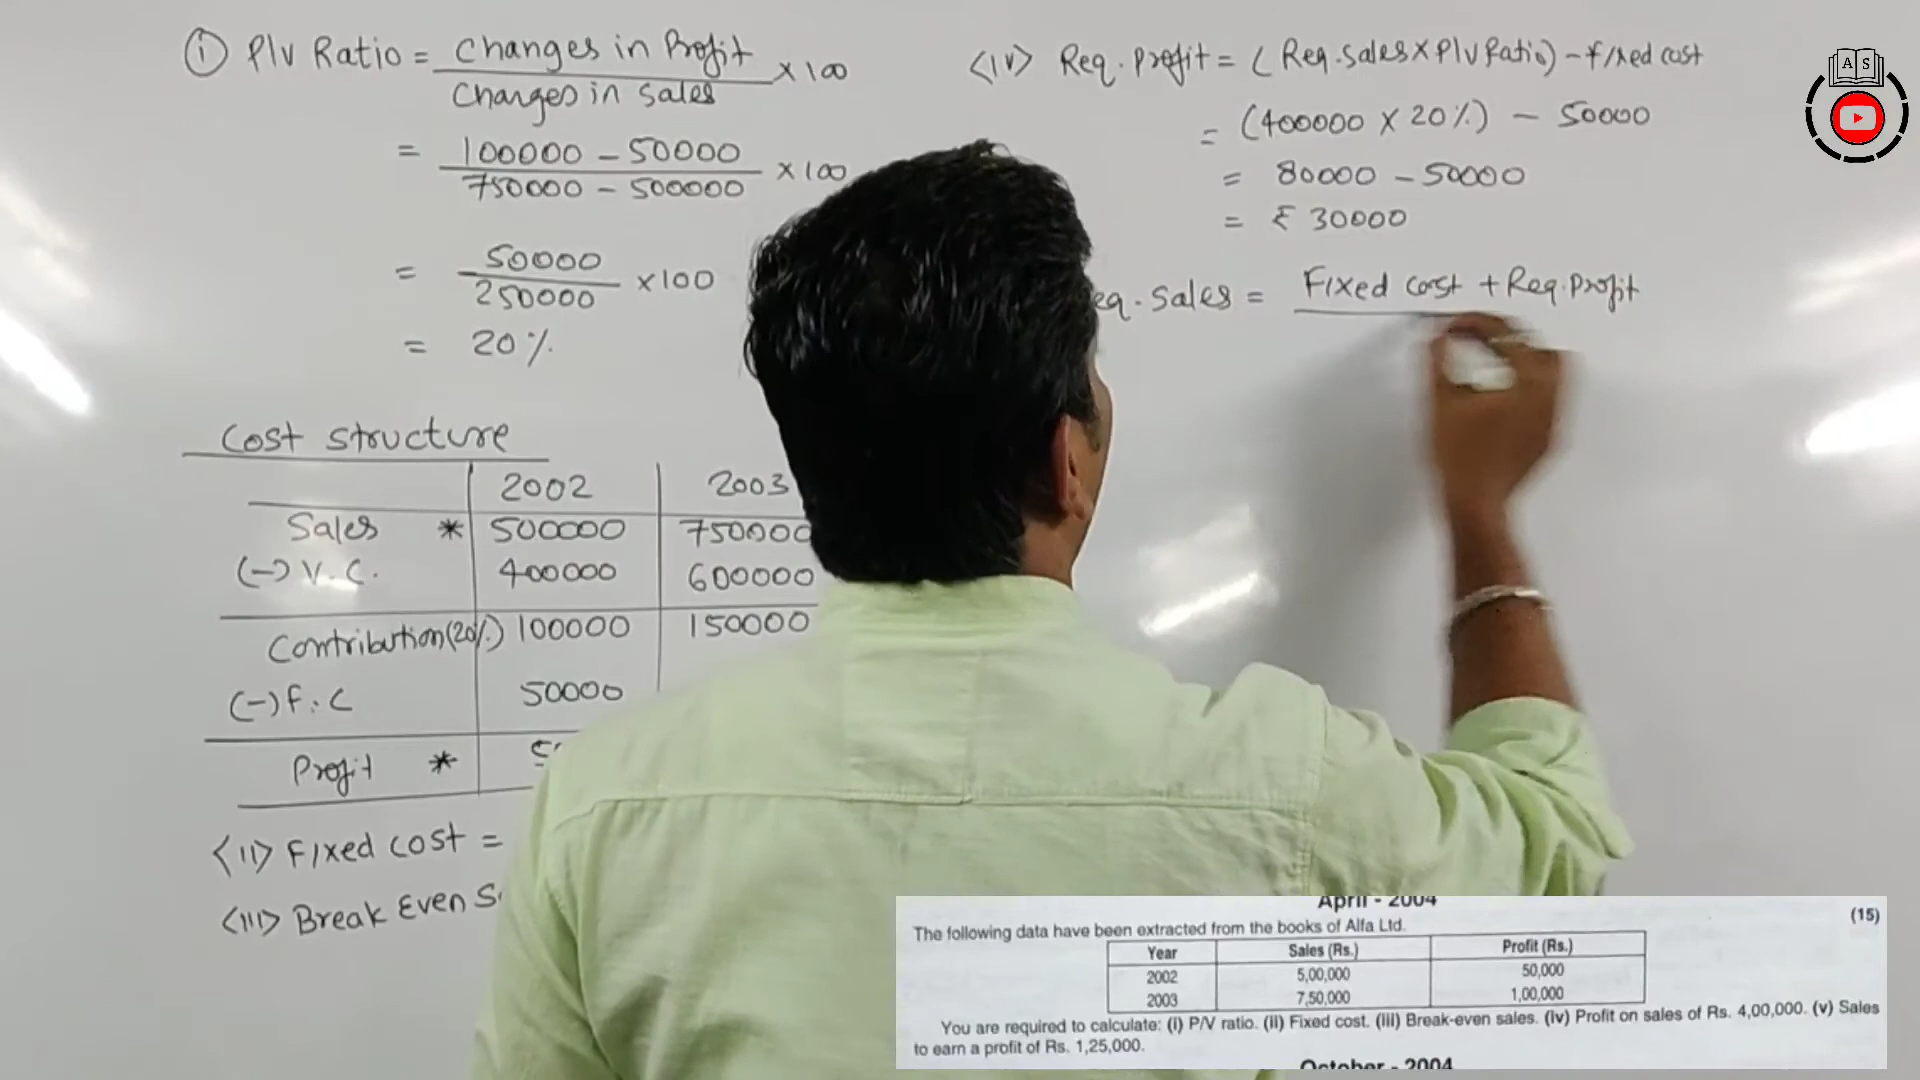 (i) P/V Ratio = Changes in Profit × 100
Changes in Sales
= 100000 - 50000 × 100
750000 - 500000
= 50000 ×100
250000
= 20%
Cost structure
2002 2003
Sales * 500000 750000
(-) V.C. 400000 600000
Contribution(20%) 100000 150000
(-) F.C 50000
Profit *
<ii> Fixed cost =
<iii> Break Even
<iv> Req. Profit = (Req.Sales×P/V Ratio) - Fixed cost
= (400000 × 20%) - 50000
= 80000 - 50000
= ₹ 30000
eq. Sales = Fixed cost + Req.Profit
A S
April - 2004
(15)
The following data have been extracted from the books of Alfa Ltd.
Year Sales (Rs.) Profit (Rs.)
2002 5,00,000 50,000
2003 7,50,000 1,00,000
You are required to calculate: (i) P/V ratio. (ii) Fixed cost. (iii) Break-even sales. (iv) Profit on sales of Rs. 4,00,000. (v) Sales
to earn a profit of Rs. 1,25,000.
October - 2004